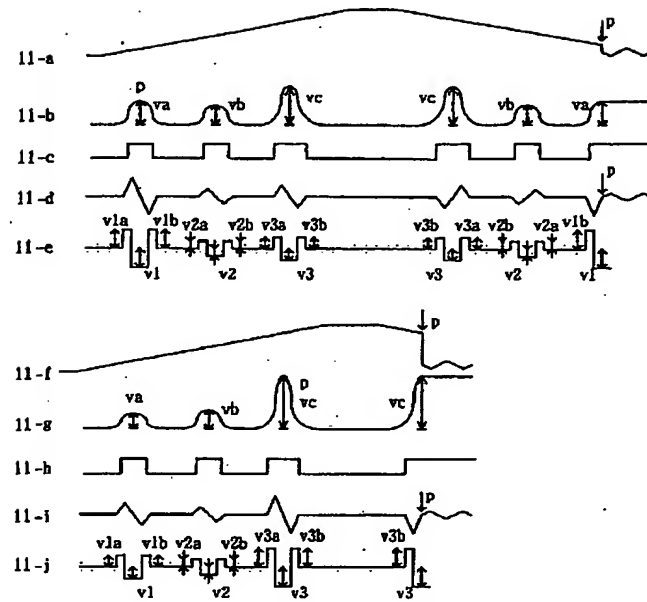 p
11-a
p
va vb vc vc vb va
11-b
11-c
p
11-d
v1a v1b v2a v2b v3a v3b v3b v3a v2b v2a v1b
11-e
v1 v2 v3 v3 v2 v1
p
11-f
va vb p vc vc
11-g
11-h
p
11-i
v1a v1b v2a v2b v3a v3b v3b
11-j
v1 v2 v3 v3